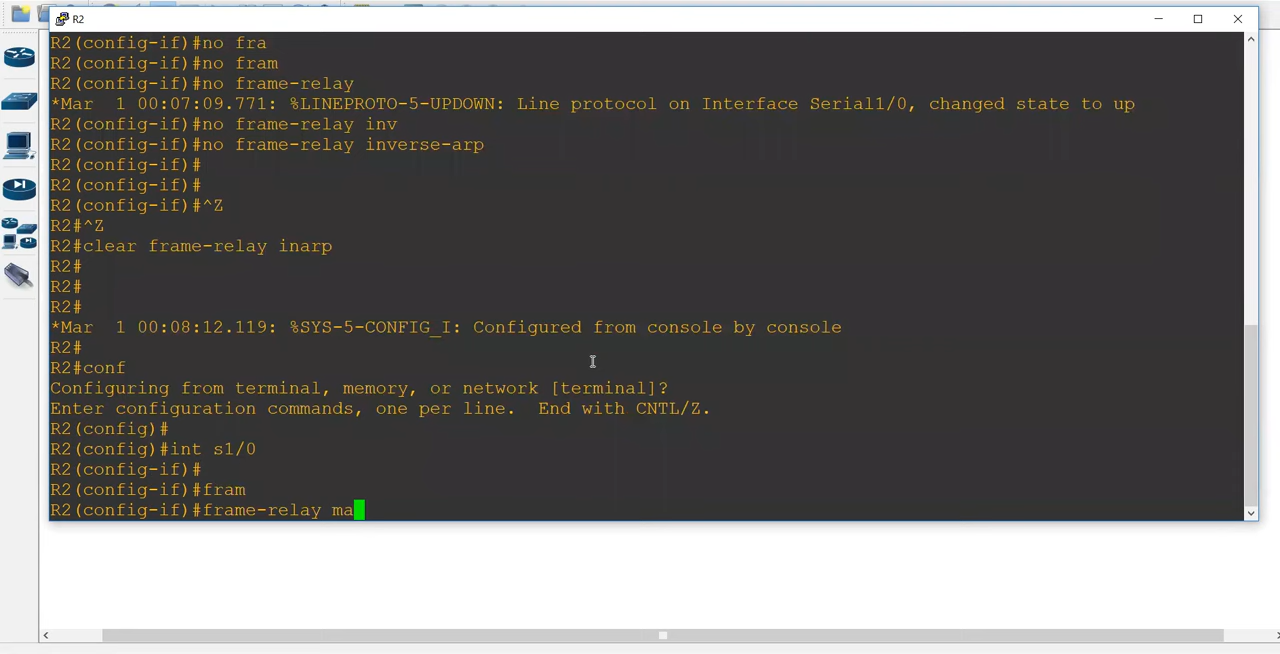 R2
R2(config-if)#no fra
R2(config-if)#no fram
R2(config-if)#no frame-relay
*Mar  1 00:07:09.771: %LINEPROTO-5-UPDOWN: Line protocol on Interface Serial1/0, changed state to up
R2(config-if)#no frame-relay inv
R2(config-if)#no frame-relay inverse-arp
R2(config-if)#
R2(config-if)#
R2(config-if)#^Z
R2#^Z
R2#clear frame-relay inarp
R2#
R2#
R2#
*Mar  1 00:08:12.119: %SYS-5-CONFIG_I: Configured from console by console
R2#
R2#conf
Configuring from terminal, memory, or network [terminal]?
Enter configuration commands, one per line.  End with CNTL/Z.
R2(config)#
R2(config)#int s1/0
R2(config-if)#
R2(config-if)#fram
R2(config-if)#frame-relay ma